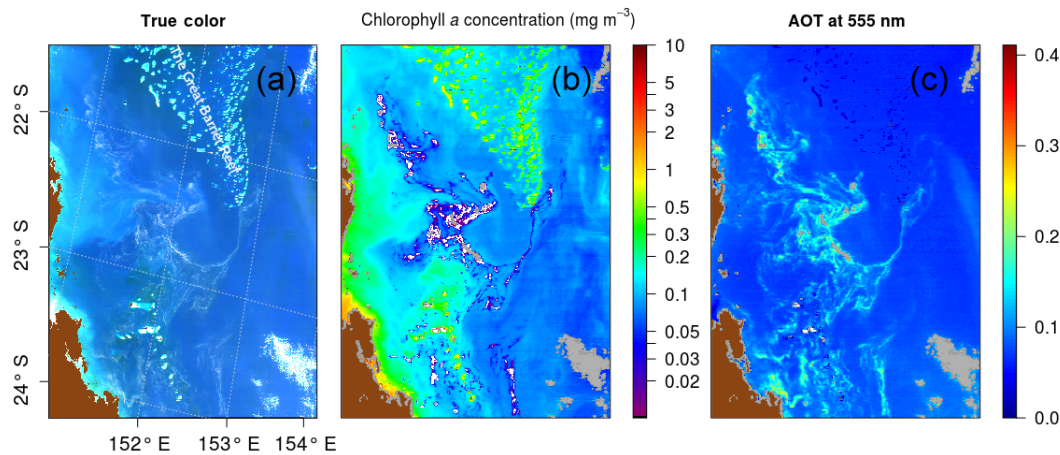 True color
Chlorophyll a concentration (mg m⁻³)
AOT at 555 nm
(a)
(b)
(c)
The Great Barrier Reef
22° S
23° S
24° S
152° E
153° E
154° E
10
5
3
2
1
0.5
0.3
0.2
0.1
0.05
0.03
0.02
0.4
0.3
0.2
0.1
0.0